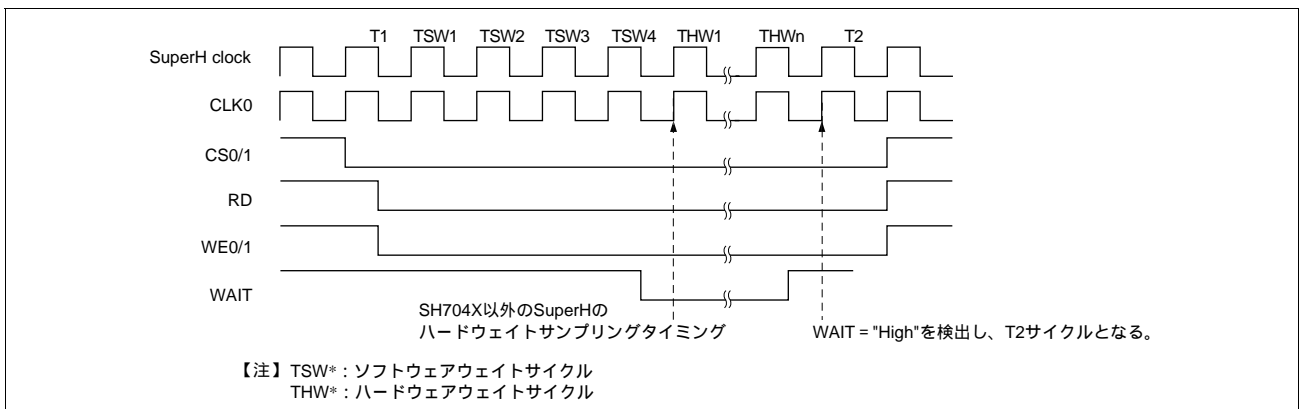 T1 TSW1 TSW2 TSW3 TSW4 THW1 THWn T2
SuperH clock
CLK0
CS0/1
RD
WE0/1
WAIT
SH704X以外のSuperHの
ハードウェイトサンプリングタイミング
WAIT = "High"を検出し、T2サイクルとなる。
【注】TSW*：ソフトウェアウェイトサイクル
THW*：ハードウェアウェイトサイクル